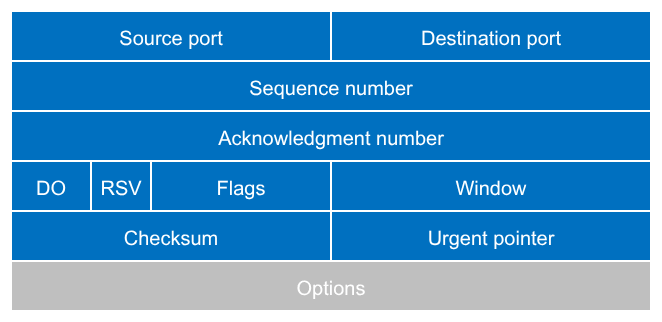 Source port Destination port
Sequence number
Acknowledgment number
DO RSV Flags Window
Checksum Urgent pointer
Options